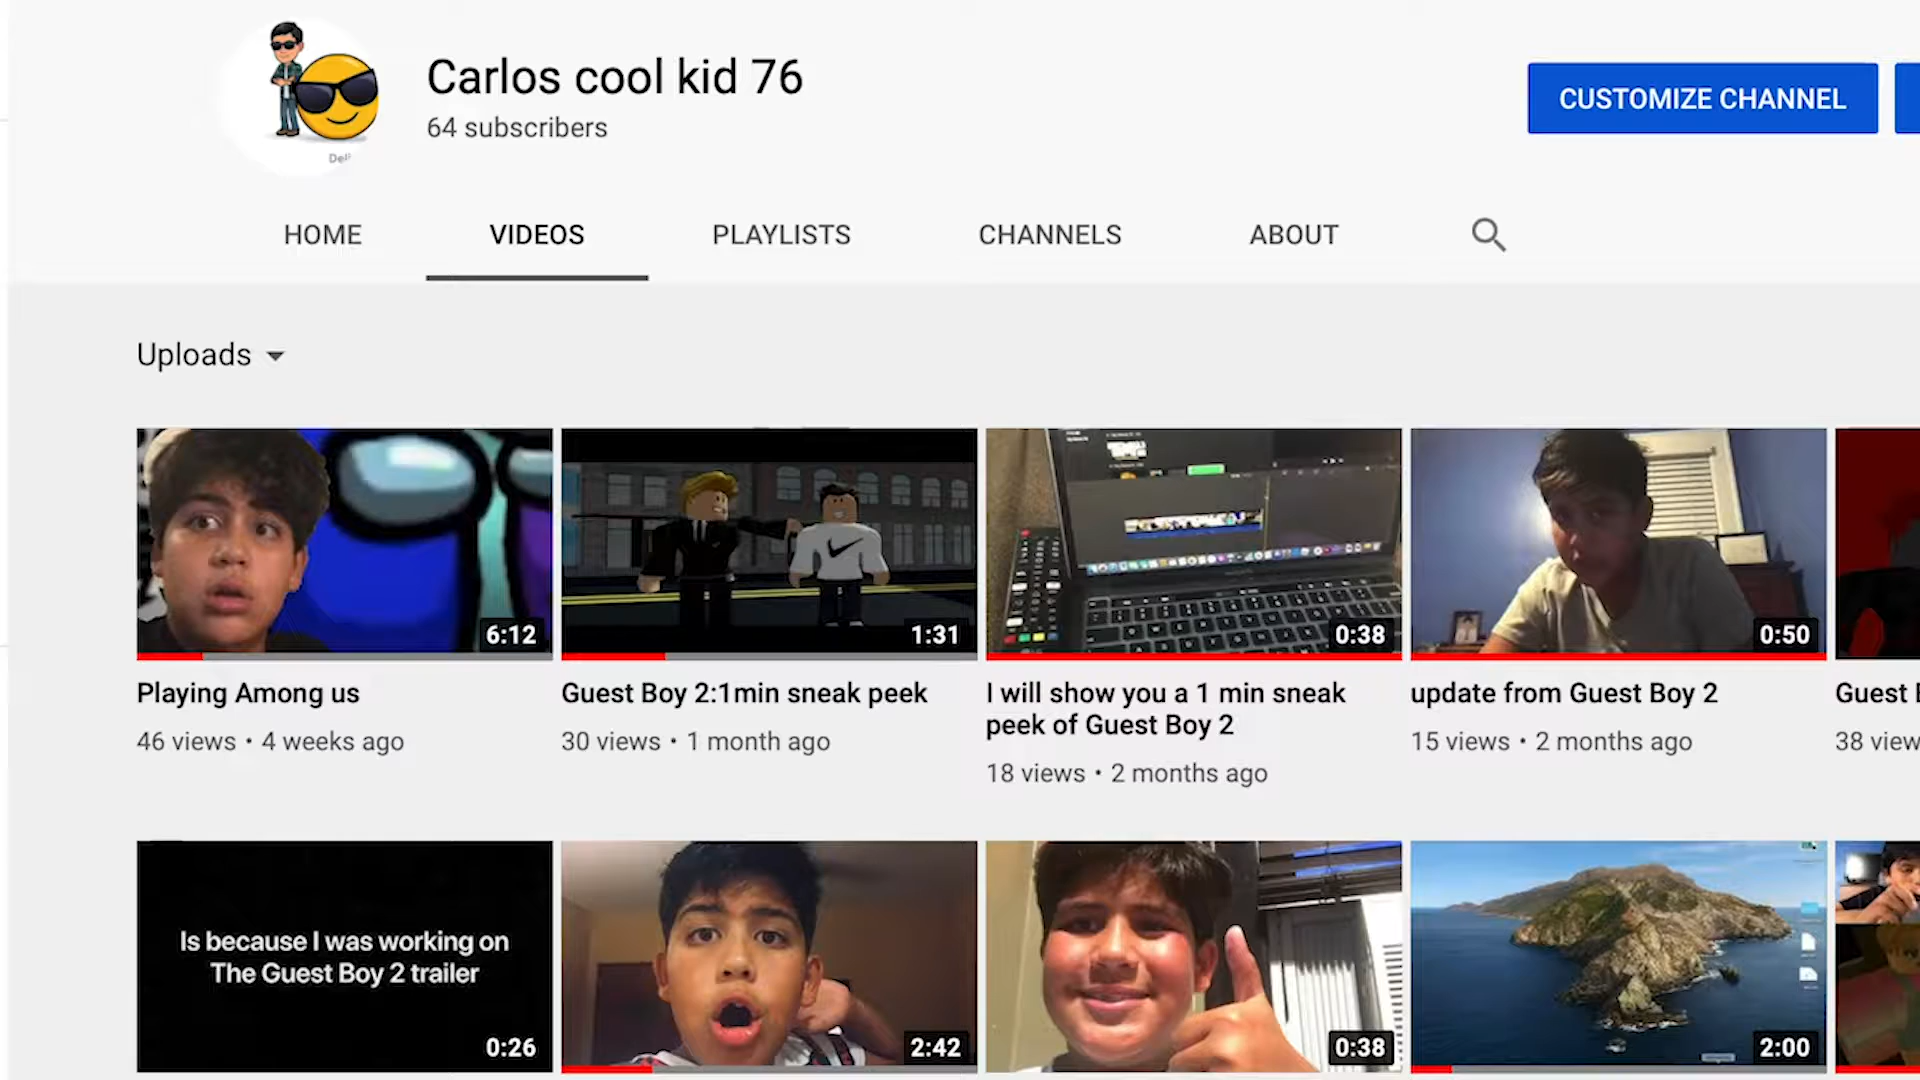 Carlos cool kid 76
64 subscribers
CUSTOMIZE CHANNEL
HOME
VIDEOS
PLAYLISTS
CHANNELS
ABOUT
Uploads
6:12
1:31
0:38
0:50
Playing Among us
46 views • 4 weeks ago
Guest Boy 2:1min sneak peek
30 views • 1 month ago
I will show you a 1 min sneak
peek of Guest Boy 2
18 views • 2 months ago
update from Guest Boy 2
15 views • 2 months ago
Guest
38
Is because I was working on
The Guest Boy 2 trailer
0:26
2:42
0:38
2:00